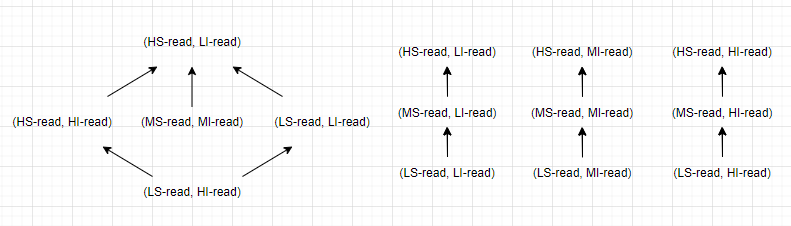 (HS-read, LI-read)
(HS-read, HI-read) (MS-read, MI-read) (LS-read, LI-read)
(LS-read, HI-read)
(HS-read, LI-read) (HS-read, MI-read) (HS-read, HI-read)
(MS-read, LI-read) (MS-read, MI-read) (MS-read, HI-read)
(LS-read, LI-read) (LS-read, MI-read) (LS-read, HI-read)